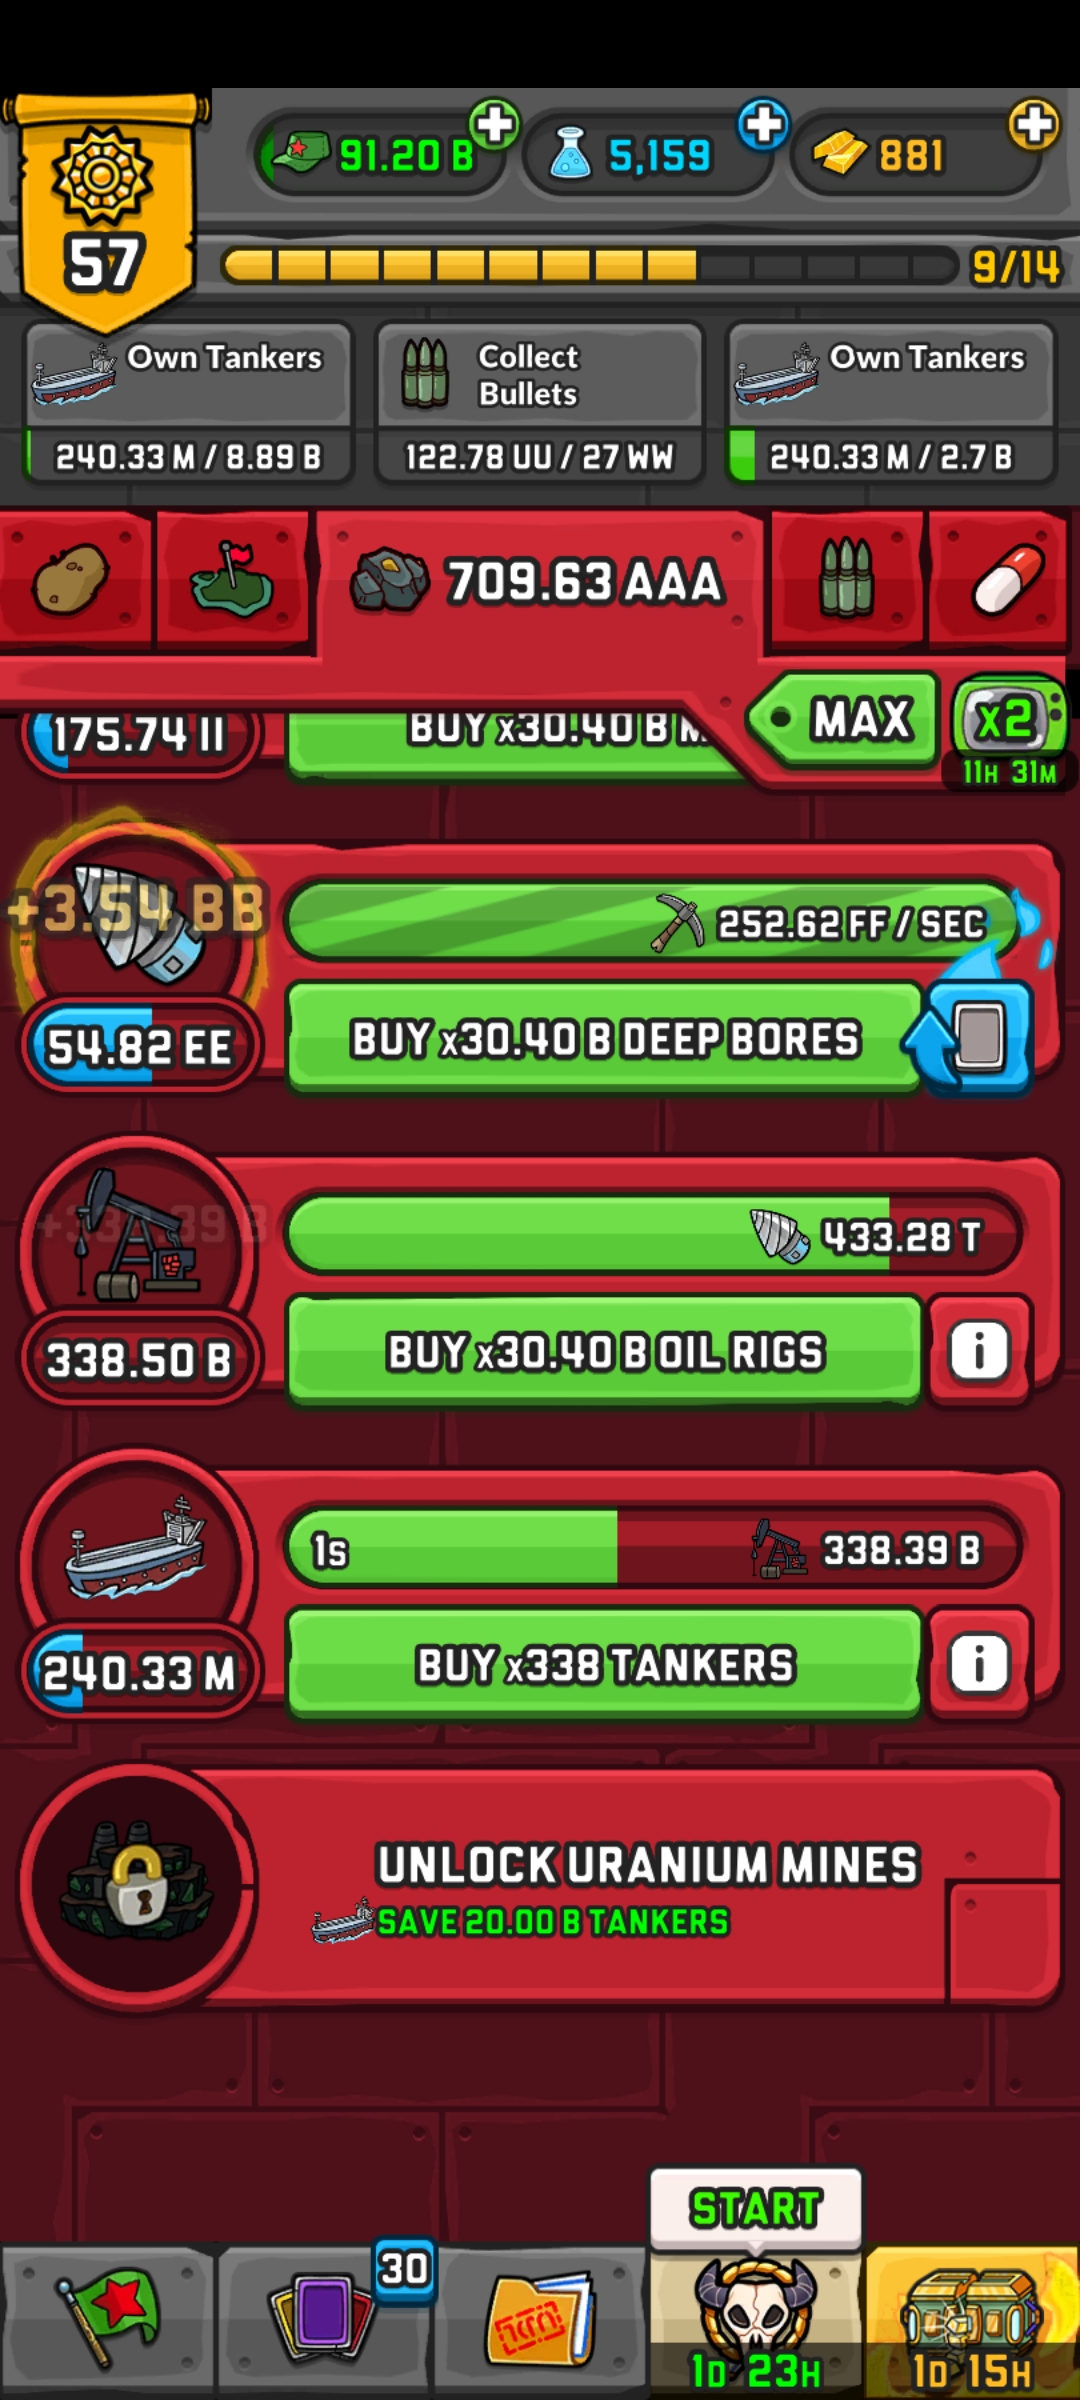 91.20 B
5,159
881
57
9/14
Own Tankers
240.33 M / 8.89 B
Collect
Bullets
122.78 UU / 27 WW
Own Tankers
240.33 M / 2.7 B
709.63 AAA
MAX
x2
11H 31M
175.74 II
BUY x30.40 B M
+3.54 BB
252.62 FF / SEC
54.82 EE
BUY x30.40 B DEEP BORES
+338.39 B
433.28 T
338.50 B
BUY x30.40 B OIL RIGS
i
1s
338.39 B
240.33 M
BUY x338 TANKERS
i
UNLOCK URANIUM MINES
SAVE 20.00 B TANKERS
START
30
1D 23H
1D 15H